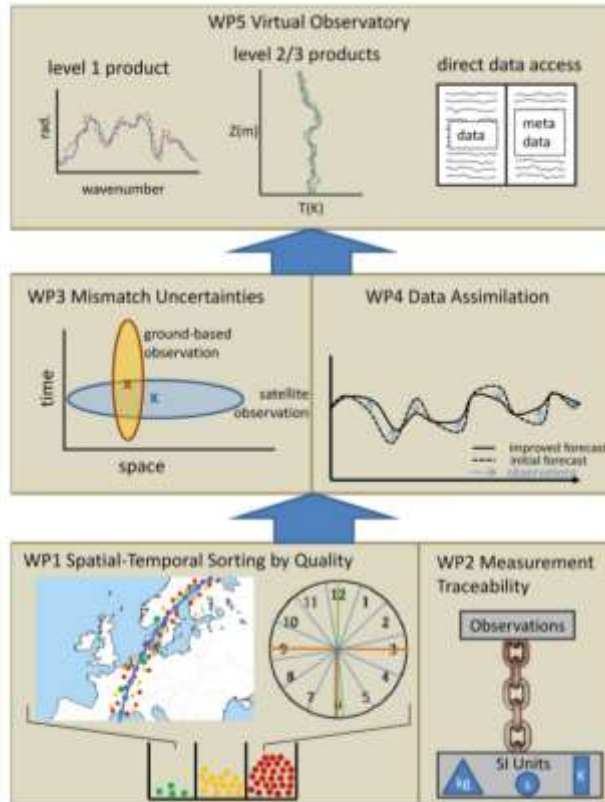 WP5 Virtual Observatory
level 1 product
level 2/3 products
direct data access
rad.
wavenumber
Z(m)
T(K)
data
meta
data
WP3 Mismatch Uncertainties
ground-based
observation
time
X
X
satellite
observation
space
WP4 Data Assimilation
improved forecast
initial forecast
observations
WP1 Spatial-Temporal Sorting by Quality
12
1
2
3
4
5
7
8
9
10
11
WP2 Measurement
Traceability
Observations
SI Units
kg
s
K